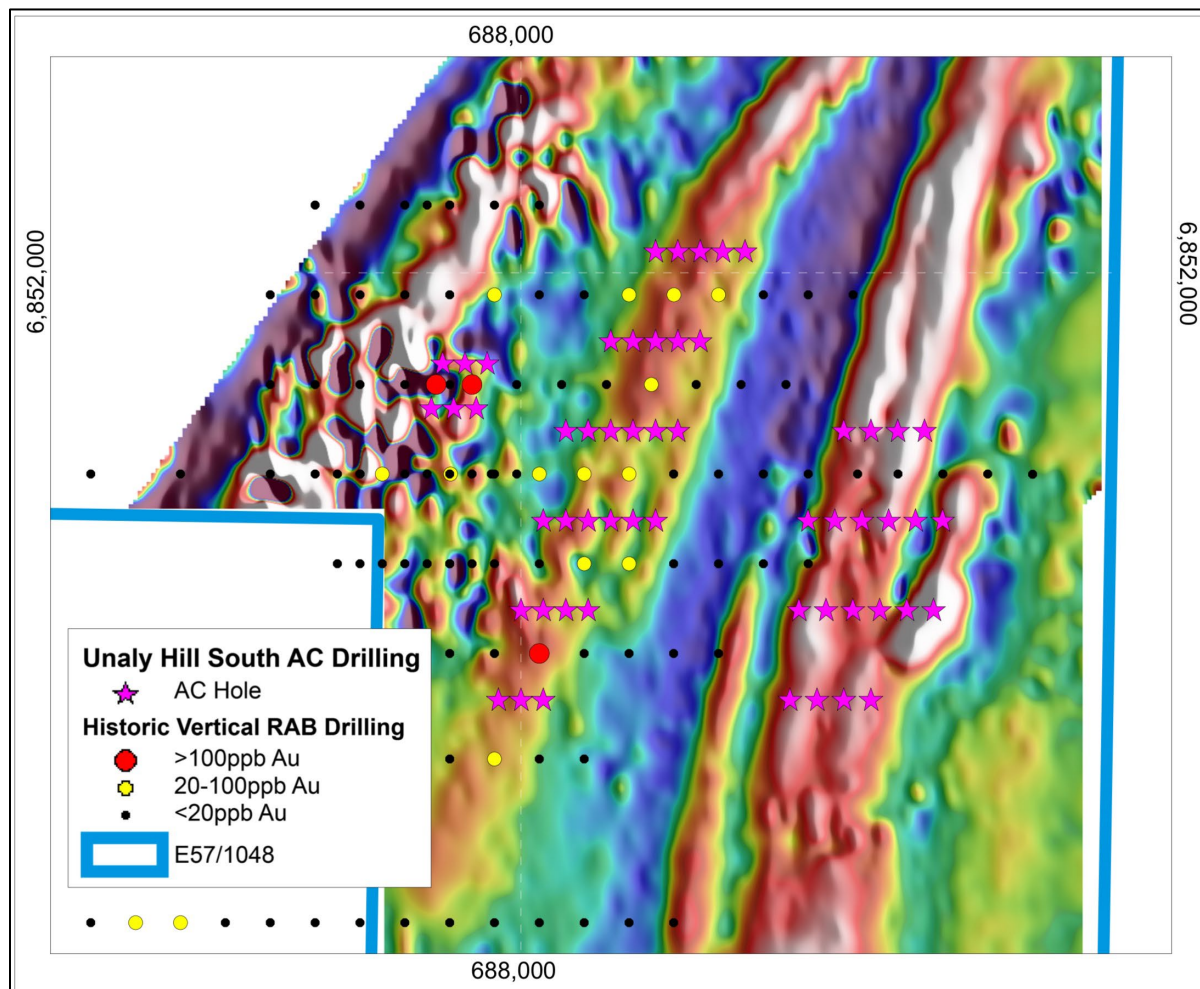 688,000
6,852,000
6,852,000
Unaly Hill South AC Drilling
AC Hole
Historic Vertical RAB Drilling
>100ppb Au
20-100ppb Au
<20ppb Au
E57/1048
688,000